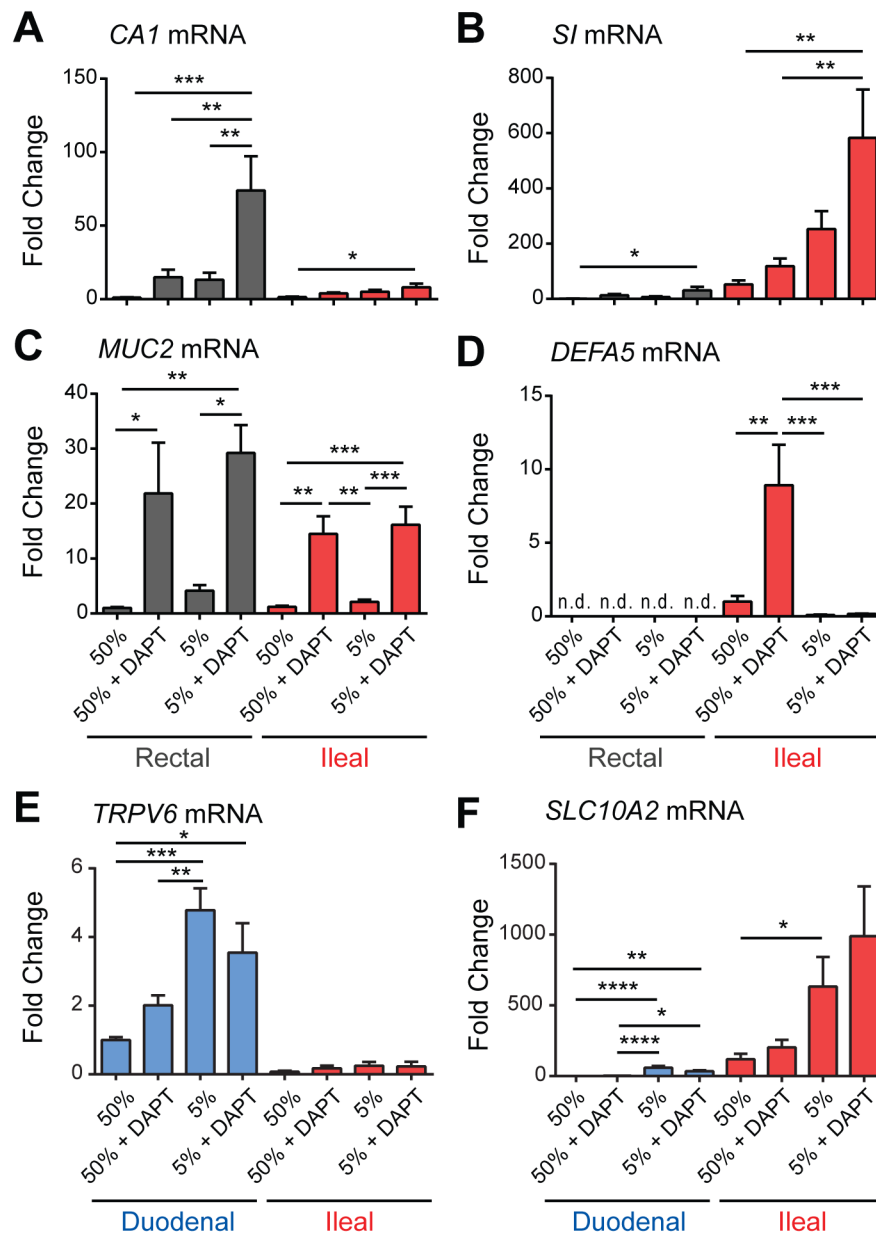 A
CA1 mRNA
Fold Change
150
100
50
0
***
**
**
*
B
SI mRNA
Fold Change
800
600
400
200
0
**
**
*
C
MUC2 mRNA
Fold Change
40
30
20
10
0
**
*
*
***
**
**
***
50%
50% + DAPT
5%
5% + DAPT
50%
50% + DAPT
5%
5% + DAPT
Rectal
Ileal
D
DEFA5 mRNA
Fold Change
15
10
5
0
***
**
***
n.d. n.d. n.d. n.d.
50%
50% + DAPT
5%
5% + DAPT
50%
50% + DAPT
5%
5% + DAPT
Rectal
Ileal
E
TRPV6 mRNA
Fold Change
6
4
2
0
*
***
**
50%
50% + DAPT
5%
5% + DAPT
50%
50% + DAPT
5%
5% + DAPT
Duodenal
Ileal
F
SLC10A2 mRNA
Fold Change
1500
1000
500
0
*
**
****
*
****
50%
50% + DAPT
5%
5% + DAPT
50%
50% + DAPT
5%
5% + DAPT
Duodenal
Ileal